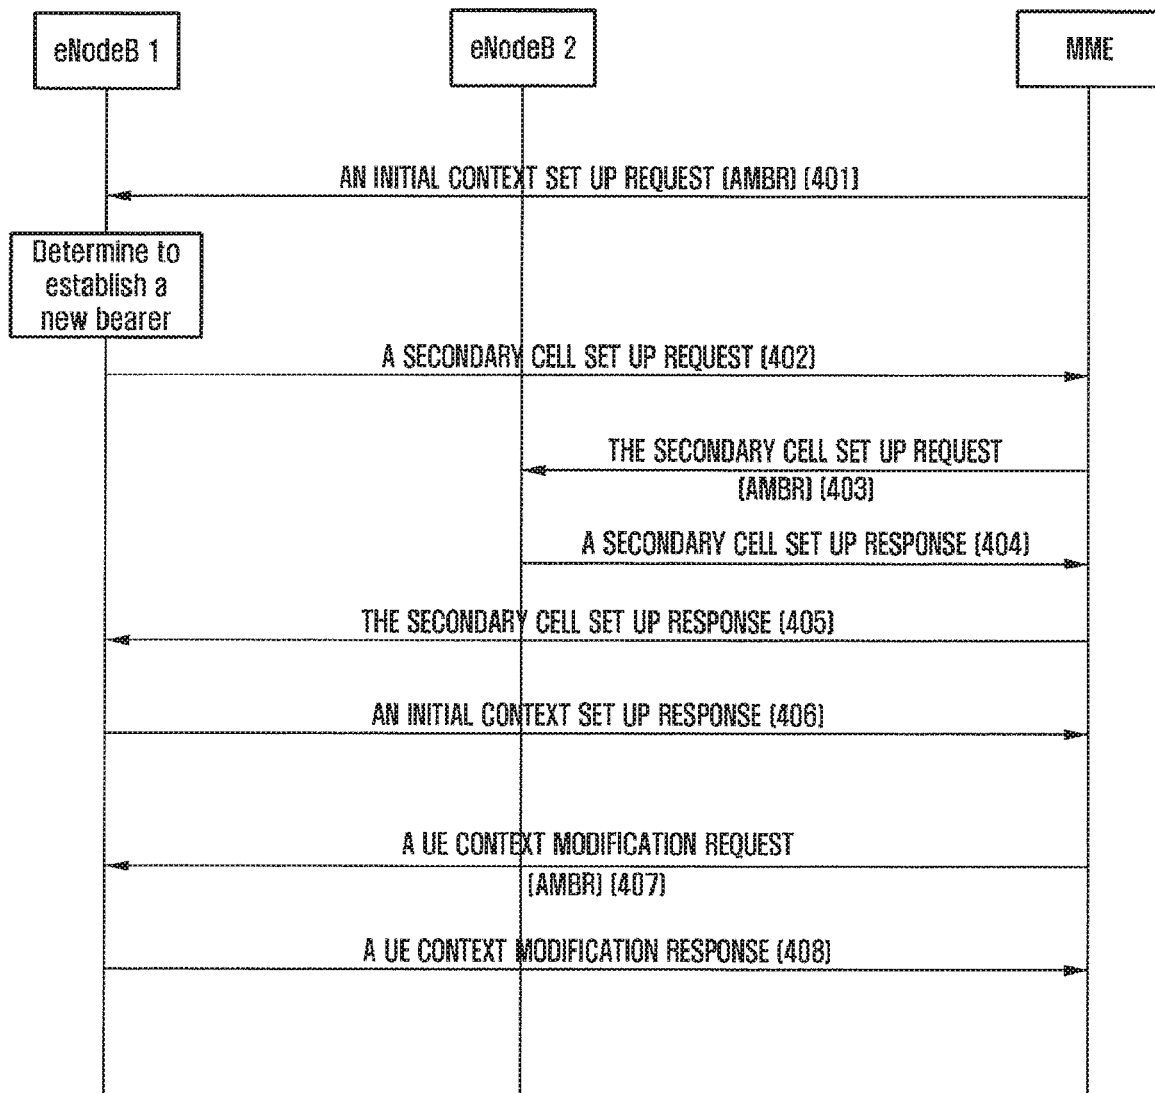 eNodeB 1
eNodeB 2
MME
AN INITIAL CONTEXT SET UP REQUEST (AMBR) (401)
Determine to
establish a
new bearer
A SECONDARY CELL SET UP REQUEST (402)
THE SECONDARY CELL SET UP REQUEST
(AMBR) (403)
A SECONDARY CELL SET UP RESPONSE (404)
THE SECONDARY CELL SET UP RESPONSE (405)
AN INITIAL CONTEXT SET UP RESPONSE (406)
A UE CONTEXT MODIFICATION REQUEST
(AMBR) (407)
A UE CONTEXT MODIFICATION RESPONSE (408)